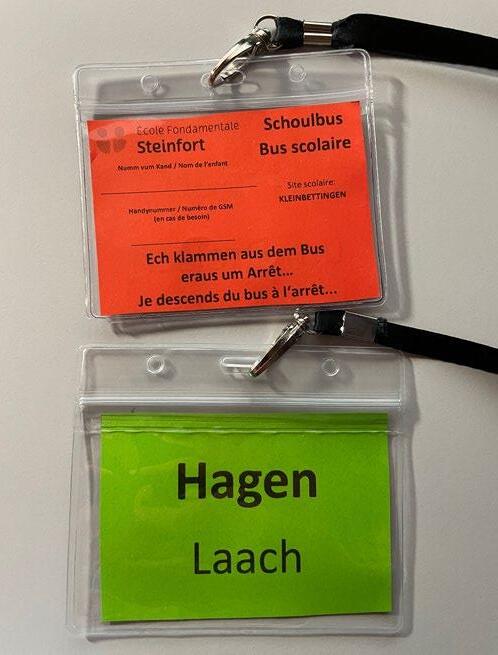 École Fondamentale
Steinfort
Schoulbus
Bus scolaire
Numm vum Kand / Nom de l'enfant
Site scolaire:
KLEINBETTINGEN
Handynummer / Numéro de GSM
(en cas de besoin)
Ech klammen aus dem Bus
eraus um Arrêt...
Je descends du bus à l'arrêt...
Hagen
Laach